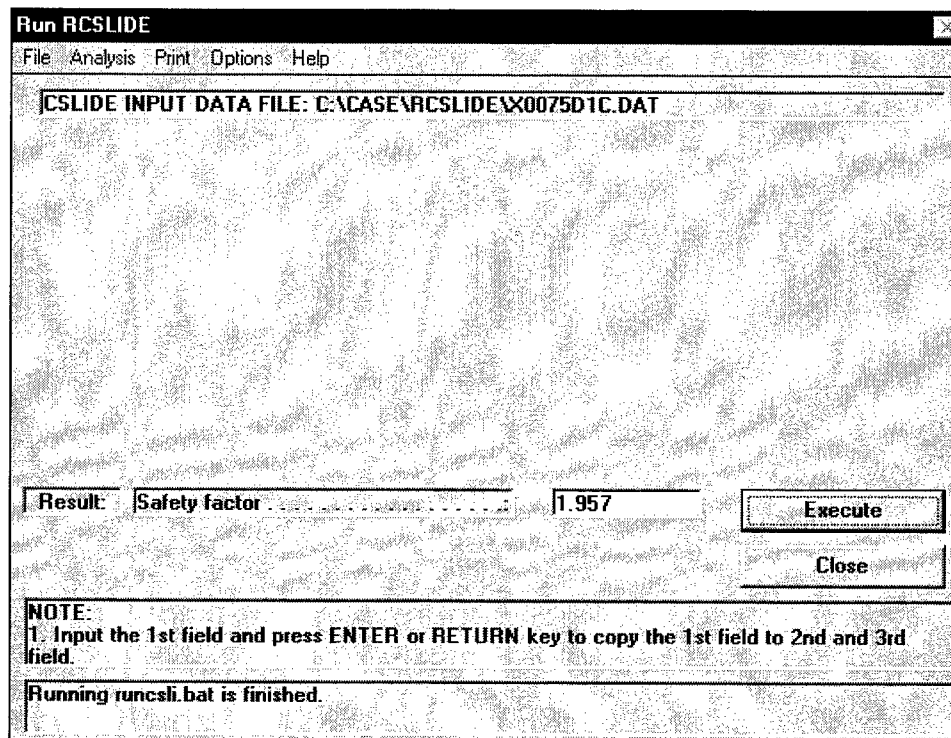 Run RCSLIDE
File Analysis Print Options Help
CSLIDE INPUT DATA FILE: C:\CASE\RCSLIDE\X0075D1C.DAT
Result: Safety factor . . . . . . . . . . . . . . . . : 1.957
Execute
Close
NOTE:
1. Input the 1st field and press ENTER or RETURN key to copy the 1st field to 2nd and 3rd
field.
Running runcsli.bat is finished.